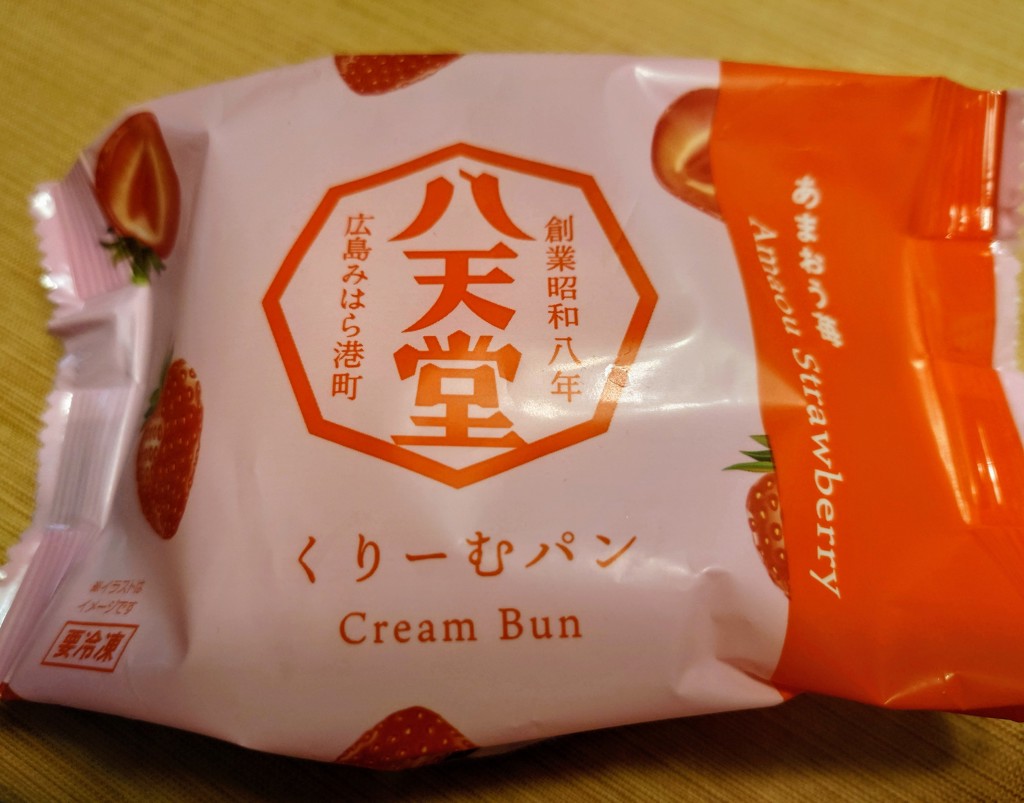 創業昭和八年
八天堂
広島みはら港町
くりーむパン
Cream Bun
あまおう苺
Amaou Strawberry
※イラストは
イメージです
要冷凍